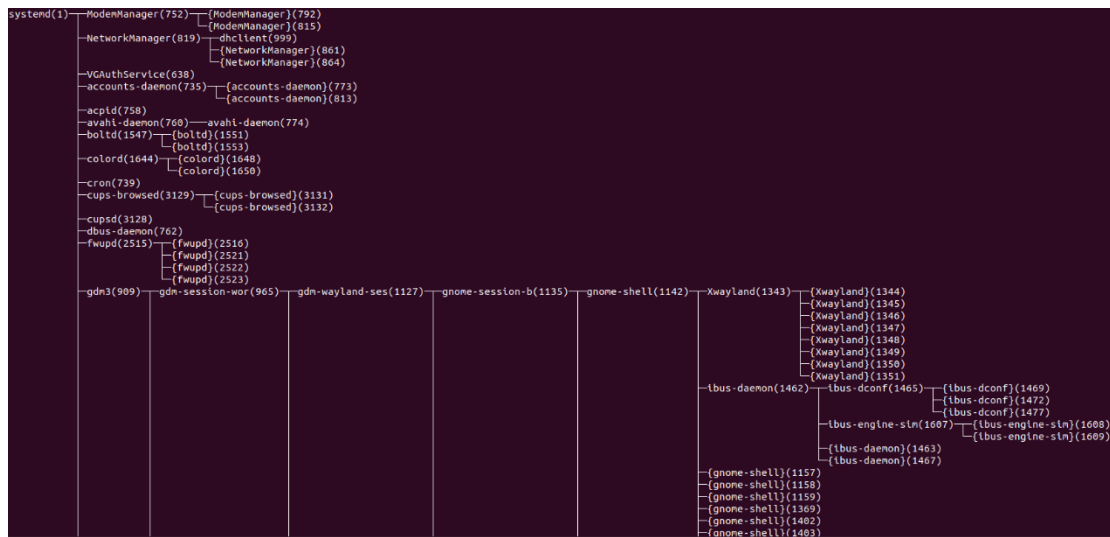 systemd(1)─┬─ModemManager(752)─┬─{ModemManager}(792)
└─{ModemManager}(815)
├─NetworkManager(819)─┬─dhclient(999)
├─{NetworkManager}(861)
└─{NetworkManager}(864)
├─VGAuthService(638)
├─accounts-daemon(735)─┬─{accounts-daemon}(773)
└─{accounts-daemon}(813)
├─acpid(758)
├─avahi-daemon(760)───avahi-daemon(774)
├─boltd(1547)─┬─{boltd}(1551)
└─{boltd}(1553)
├─colord(1644)─┬─{colord}(1648)
└─{colord}(1650)
├─cron(739)
├─cups-browsed(3129)─┬─{cups-browsed}(3131)
└─{cups-browsed}(3132)
├─cupsd(3128)
├─dbus-daemon(762)
├─fwupd(2515)─┬─{fwupd}(2516)
├─{fwupd}(2521)
├─{fwupd}(2522)
└─{fwupd}(2523)
├─gdm3(909)─┬─gdm-session-wor(965)─┬─gdm-wayland-ses(1127)─┬─gnome-session-b(1135)─┬─gnome-shell(1142)─┬─Xwayland(1343)─┬─{Xwayland}(1344)
├─{Xwayland}(1345)
├─{Xwayland}(1346)
├─{Xwayland}(1347)
├─{Xwayland}(1348)
├─{Xwayland}(1349)
├─{Xwayland}(1350)
└─{Xwayland}(1351)
├─ibus-daemon(1462)─┬─ibus-dconf(1465)─┬─{ibus-dconf}(1469)
├─{ibus-dconf}(1472)
└─{ibus-dconf}(1477)
├─ibus-engine-sim(1607)─┬─{ibus-engine-sim}(1608)
└─{ibus-engine-sim}(1609)
├─{ibus-daemon}(1463)
└─{ibus-daemon}(1467)
├─{gnome-shell}(1157)
├─{gnome-shell}(1158)
├─{gnome-shell}(1159)
├─{gnome-shell}(1369)
├─{gnome-shell}(1402)
├─{gnome-shell}(1403)